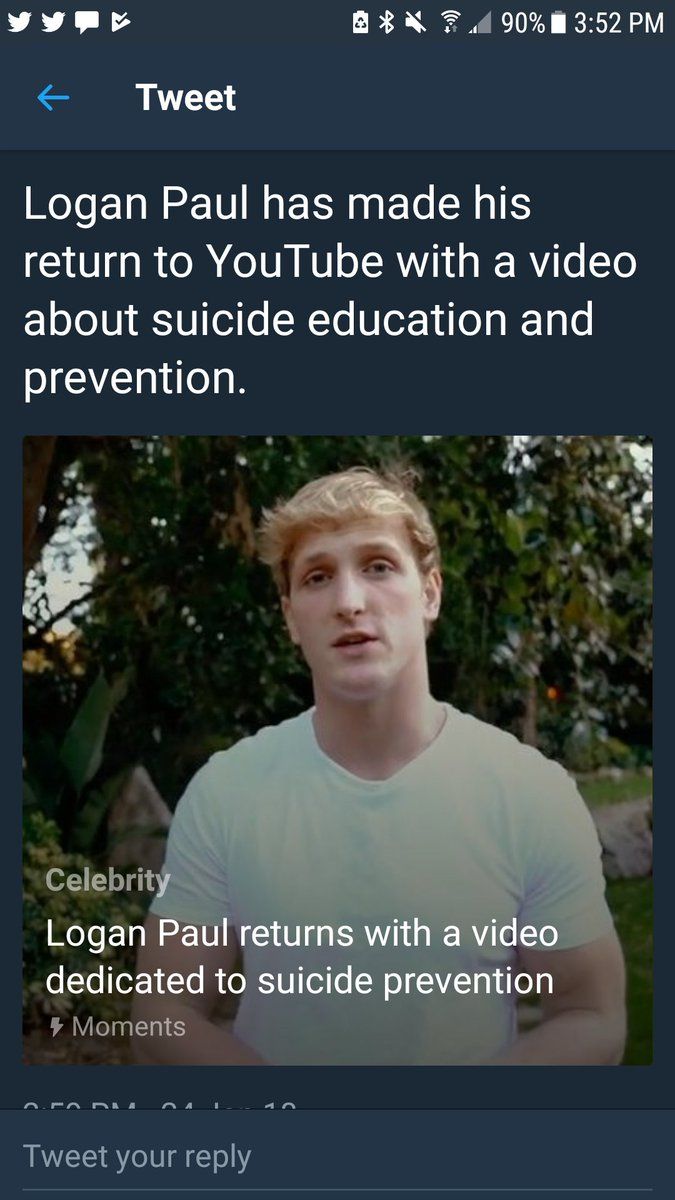 90% 3:52 PM
Tweet
Logan Paul has made his
return to YouTube with a video
about suicide education and
prevention.
Celebrity
Logan Paul returns with a video
dedicated to suicide prevention
Moments
Tweet your reply